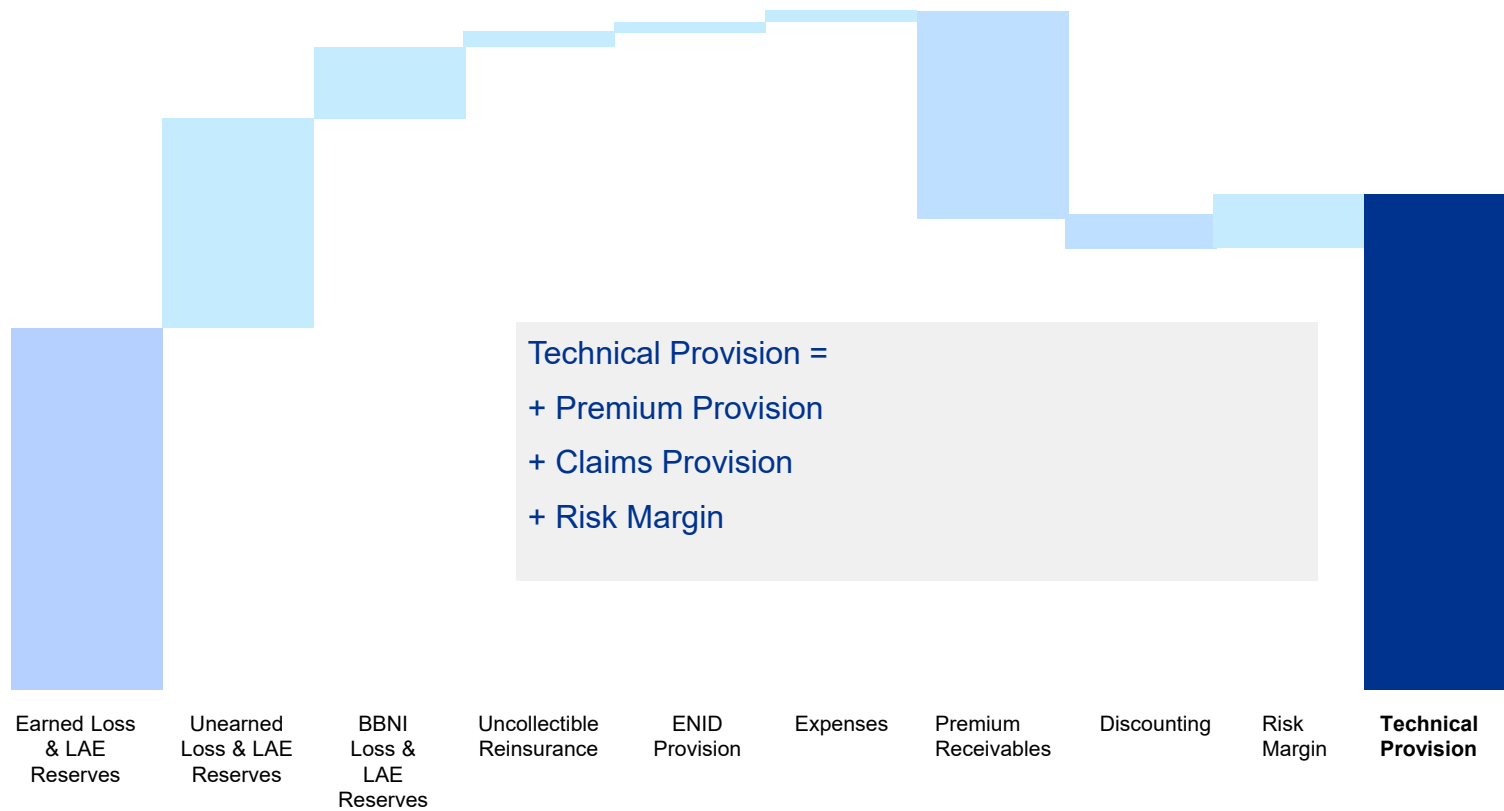 Technical Provision =
+ Premium Provision
+ Claims Provision
+ Risk Margin
Earned Loss
& LAE
Reserves
Unearned
Loss & LAE
Reserves
BBNI
Loss &
LAE
Reserves
Uncollectible
Reinsurance
ENID
Provision
Expenses
Premium
Receivables
Discounting
Risk
Margin
Technical
Provision